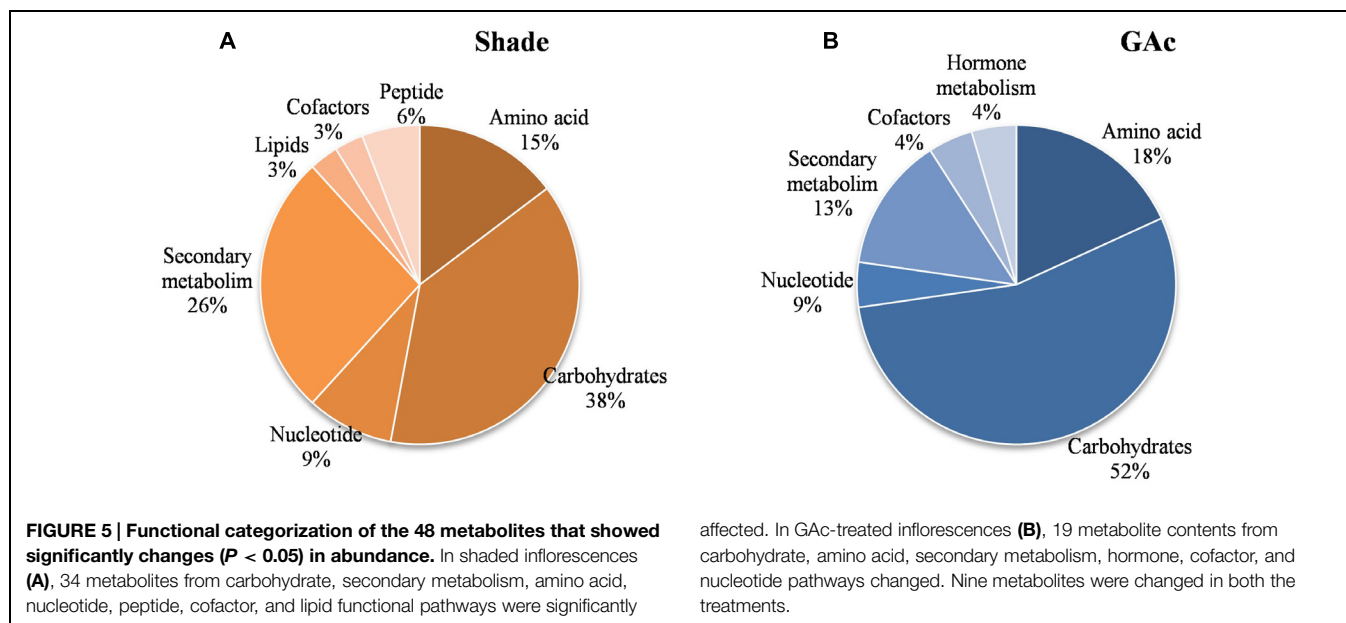 A
Shade
Peptide
6%
Cofactors
3%
Lipids
3%
Amino acid
15%
Secondary
metabolim
26%
Carbohydrates
38%
Nucleotide
9%
B
GAc
Hormone
metabolism
4%
Cofactors
4%
Amino acid
18%
Secondary
metabolim
13%
Nucleotide
9%
Carbohydrates
52%
FIGURE 5 | Functional categorization of the 48 metabolites that showed
significantly changes (P < 0.05) in abundance. In shaded inflorescences
(A), 34 metabolites from carbohydrate, secondary metabolism, amino acid,
nucleotide, peptide, cofactor, and lipid functional pathways were significantly
affected. In GAc-treated inflorescences (B), 19 metabolite contents from
carbohydrate, amino acid, secondary metabolism, hormone, cofactor, and
nucleotide pathways changed. Nine metabolites were changed in both the
treatments.